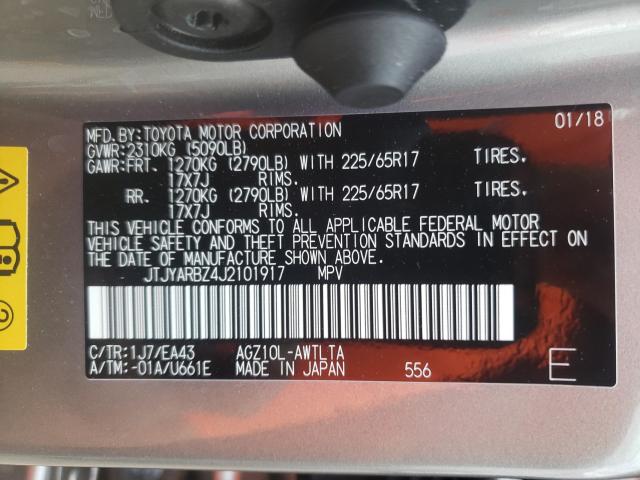 MFD.BY:TOYOTA MOTOR CORPORATION 01/18
GVWR:2310KG (5090LB)
GAWR:FRT. 1270KG (2790LB) WITH 225/65R17 TIRES.
17X7J RIMS.
RR. 1270KG (2790LB) WITH 225/65R17 TIRES.
17X7J RIMS.
THIS VEHICLE CONFORMS TO ALL APPLICABLE FEDERAL MOTOR
VEHICLE SAFETY AND THEFT PREVENTION STANDARDS IN EFFECT ON
THE DATE OF MANUFACTURE SHOWN ABOVE.
JTJYARBZ4J2101917 MPV
C/TR:1J7/EA43 AGZ10L-AWTLTA
A/TM:-01A/U661E MADE IN JAPAN 556 E